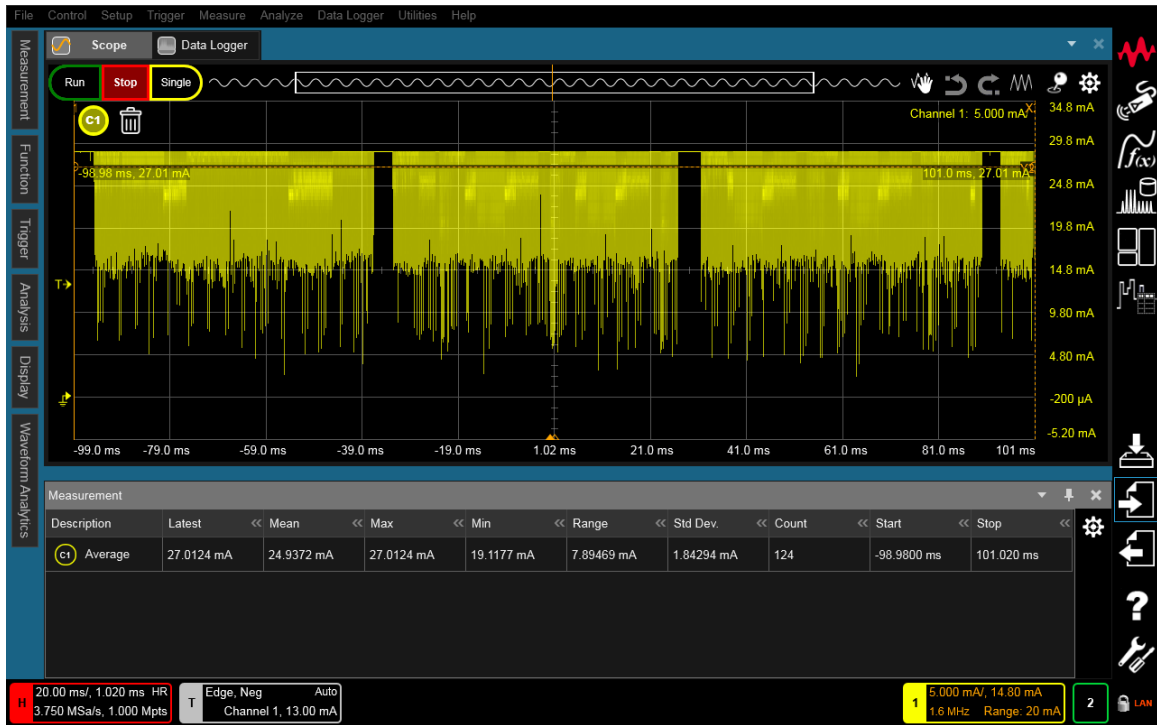 File Control Setup Trigger Measure Analyze Data Logger Utilities Help
Measurement
Function
Trigger
Analysis
Display
Waveform Analytics
Scope Data Logger
Run Stop Single
C1 Channel 1: 5.000 mA/
X1
X2
-98.98 ms, 27.01 mA 101.0 ms, 27.01 mA
34.8 mA
29.8 mA
24.8 mA
19.8 mA
14.8 mA
9.80 mA
4.80 mA
-200 µA
-5.20 mA
T
-99.0 ms -79.0 ms -59.0 ms -39.0 ms -19.0 ms 1.02 ms 21.0 ms 41.0 ms 61.0 ms 81.0 ms 101 ms
f(x)
Measurement
Description Latest Mean Max Min Range Std Dev. Count Start Stop
C1 Average 27.0124 mA 24.9372 mA 27.0124 mA 19.1177 mA 7.89469 mA 1.84294 mA 124 -98.9800 ms 101.020 ms
?
H 20.00 ms/, 1.020 ms HR
3.750 MSa/s, 1.000 Mpts
T Edge, Neg Auto
Channel 1, 13.00 mA
1 5.000 mA/, 14.80 mA
1.6 MHz Range: 20 mA
2
LAN